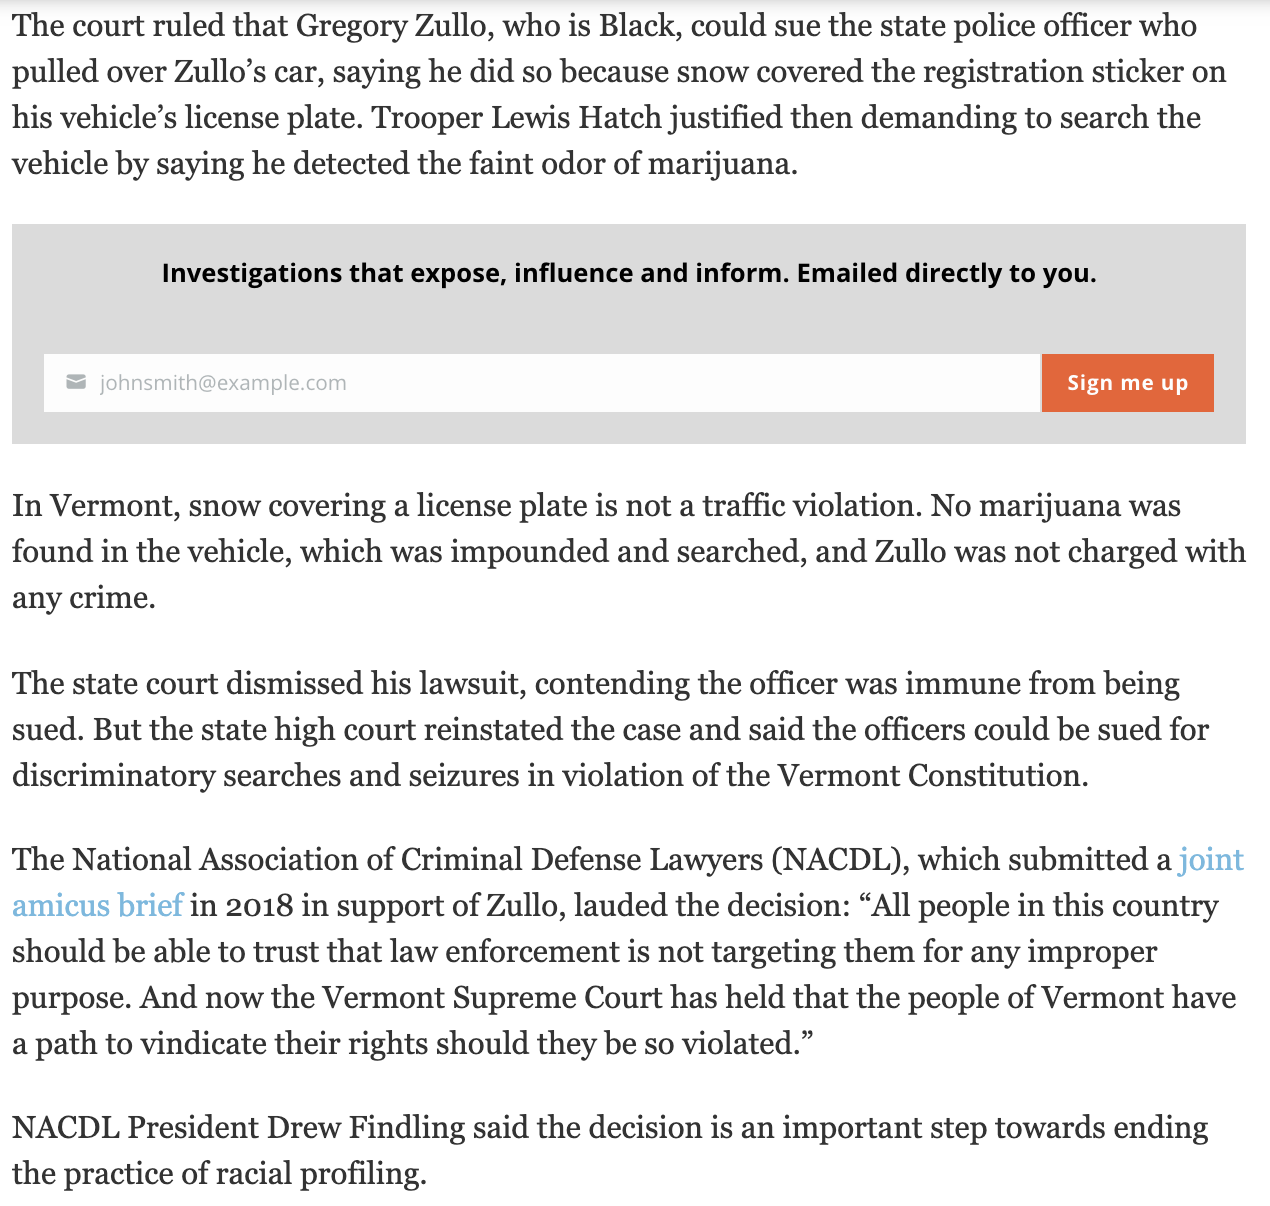 The court ruled that Gregory Zullo, who is Black, could sue the state police officer who
pulled over Zullo’s car, saying he did so because snow covered the registration sticker on
his vehicle’s license plate. Trooper Lewis Hatch justified then demanding to search the
vehicle by saying he detected the faint odor of marijuana.
Investigations that expose, influence and inform. Emailed directly to you.
johnsmith@example.com
Sign me up
In Vermont, snow covering a license plate is not a traffic violation. No marijuana was
found in the vehicle, which was impounded and searched, and Zullo was not charged with
any crime.
The state court dismissed his lawsuit, contending the officer was immune from being
sued. But the state high court reinstated the case and said the officers could be sued for
discriminatory searches and seizures in violation of the Vermont Constitution.
The National Association of Criminal Defense Lawyers (NACDL), which submitted a joint
amicus brief in 2018 in support of Zullo, lauded the decision: “All people in this country
should be able to trust that law enforcement is not targeting them for any improper
purpose. And now the Vermont Supreme Court has held that the people of Vermont have
a path to vindicate their rights should they be so violated.”
NACDL President Drew Findling said the decision is an important step towards ending
the practice of racial profiling.